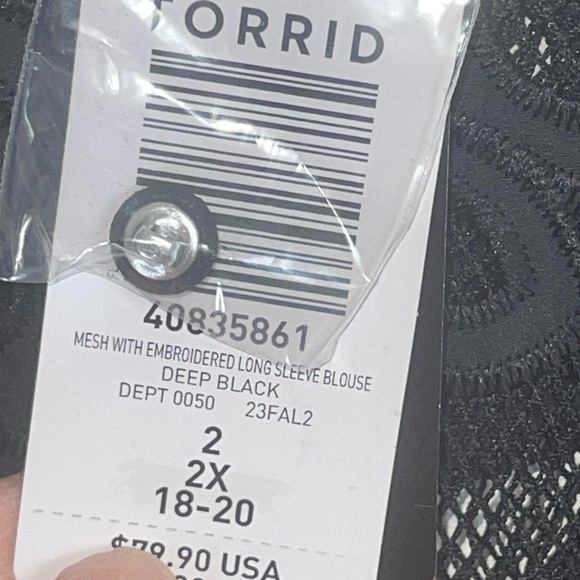 TORRID
40835861
MESH WITH EMBROIDERED LONG SLEEVE BLOUSE
DEEP BLACK
DEPT 0050 23FAL2
2
2X
18-20
$79.90 USA